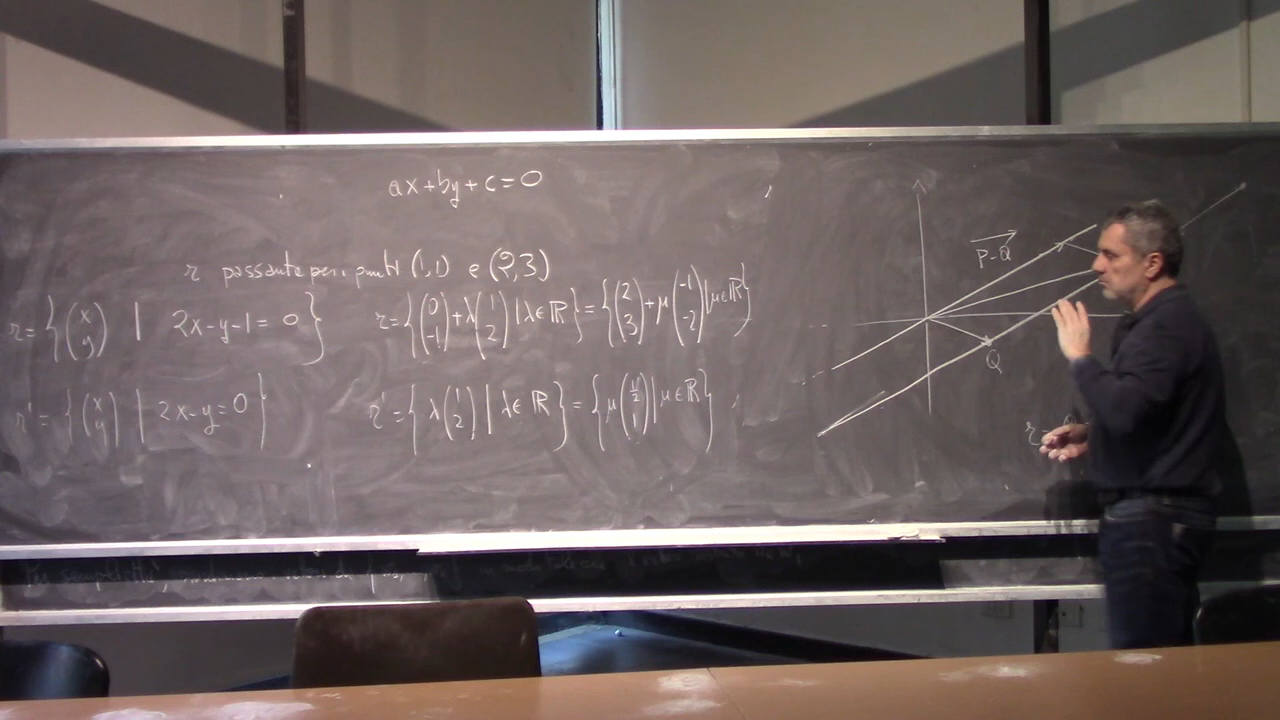 ax+by+c=0
r passante per i punti (1,1) e (2,3)
r={(x y) | 2x-y-1=0} r={(0 -1)+λ(1 2)|λ∈ℝ}={(2 3)+μ(-1 -2)|μ∈ℝ}
r'={(x y) | 2x-y=0} r'={λ(1 2)|λ∈ℝ}={μ(1/2 1)|μ∈ℝ}
P-Q
Q
r